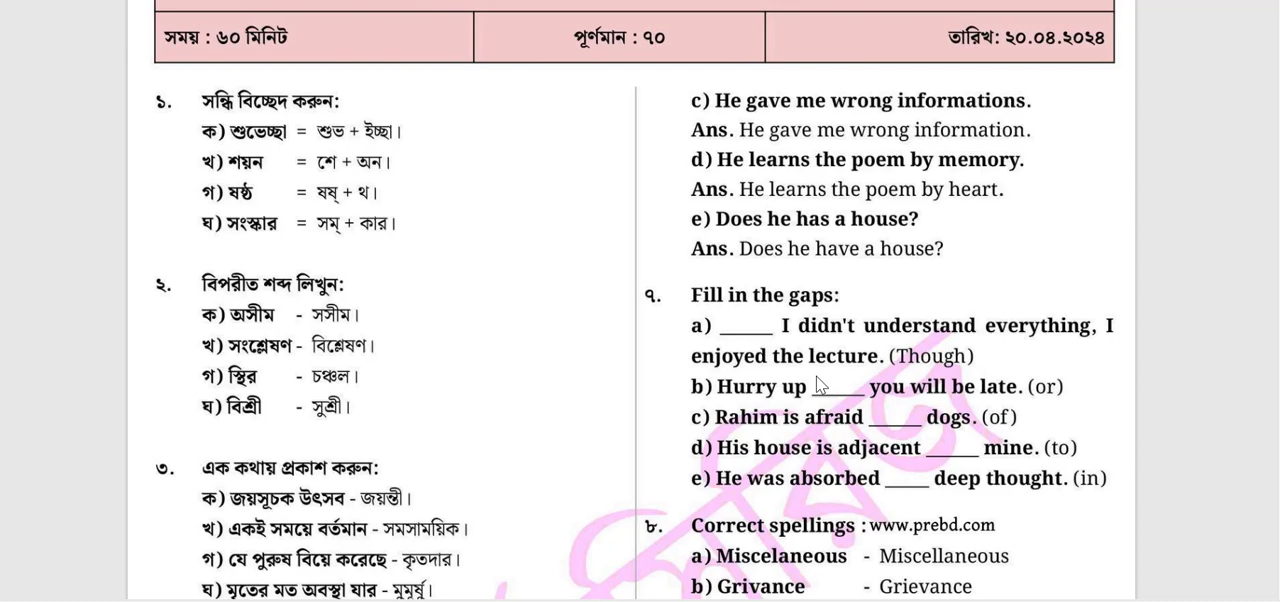 সময় : ৬০ মিনিট
পূর্ণমান : ৭০
তারিখ: ২০.০৪.২০২৪
১. সন্ধি বিচ্ছেদ করুন:
ক) শুভেচ্ছা = শুভ + ইচ্ছা।
খ) শয়ন = শে + অন।
গ) ষষ্ঠ = ষষ্ + থ।
ঘ) সংস্কার = সম্ + কার।
২. বিপরীত শব্দ লিখুন:
ক) অসীম - সসীম।
খ) সংশ্লেষণ - বিশ্লেষণ।
গ) স্থির - চঞ্চল।
ঘ) বিশ্রী - সুশ্রী।
৩. এক কথায় প্রকাশ করুন:
ক) জয়সূচক উৎসব - জয়ন্তী।
খ) একই সময়ে বর্তমান - সমসাময়িক।
গ) যে পুরুষ বিয়ে করেছে - কৃতদার।
ঘ) মৃতের মত অবস্থা যার - মুমূর্ষু।
c) He gave me wrong informations.
Ans. He gave me wrong information.
d) He learns the poem by memory.
Ans. He learns the poem by heart.
e) Does he has a house?
Ans. Does he have a house?
৭. Fill in the gaps:
a) _____ I didn't understand everything, I
enjoyed the lecture. (Though)
b) Hurry up _____ you will be late. (or)
c) Rahim is afraid _____ dogs. (of)
d) His house is adjacent _____ mine. (to)
e) He was absorbed ____ deep thought. (in)
৮. Correct spellings : www.prebd.com
a) Miscelaneous - Miscellaneous
b) Grivance - Grievance